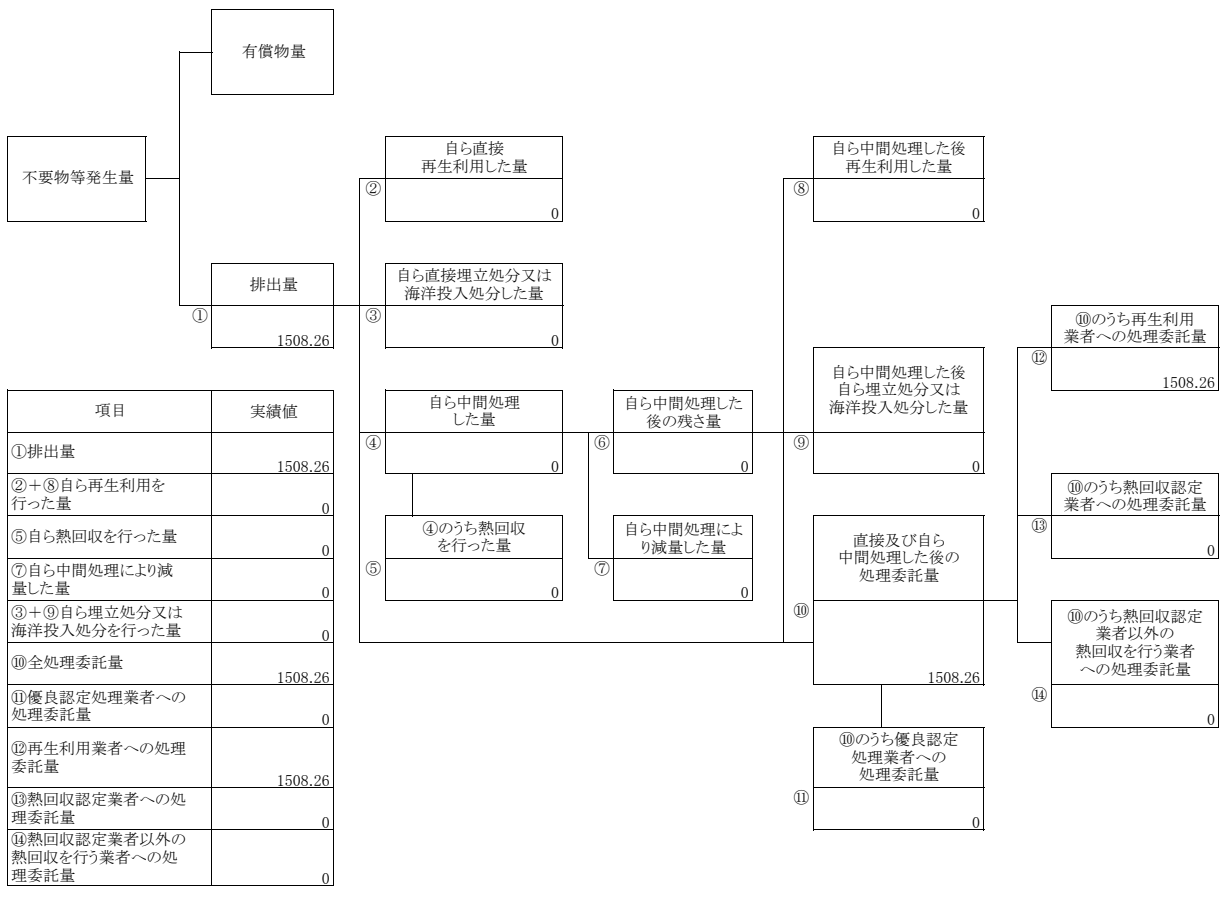 有償物量
不要物等発生量
排出量
①
1508.26
自ら直接
再生利用した量
②
0
自ら直接埋立処分又は
海洋投入処分した量
③
0
自ら中間処理
した量
④
0
④のうち熱回収
を行った量
⑤
0
自ら中間処理した
後の残さ量
⑥
0
自ら中間処理によ
り減量した量
⑦
0
自ら中間処理した後
再生利用した量
⑧
0
自ら中間処理した後
自ら埋立処分又は
海洋投入処分した量
⑨
0
直接及び自ら
中間処理した後の
処理委託量
⑩
1508.26
⑩のうち優良認定
処理業者への
処理委託量
⑪
0
⑩のうち再生利用
業者への処理委託量
⑫
1508.26
⑩のうち熱回収認定
業者への処理委託量
⑬
0
⑩のうち熱回収認定
業者以外の
熱回収を行う業者
への処理委託量
⑭
0
項目 実績値
①排出量
1508.26
②＋⑧自ら再生利用を
行った量
0
⑤自ら熱回収を行った量
0
⑦自ら中間処理により減
量した量
0
③＋⑨自ら埋立処分又は
海洋投入処分を行った量
0
⑩全処理委託量
1508.26
⑪優良認定処理業者への
処理委託量
0
⑫再生利用業者への処理
委託量
1508.26
⑬熱回収認定業者への処
理委託量
0
⑭熱回収認定業者以外の
熱回収を行う業者への処
理委託量
0